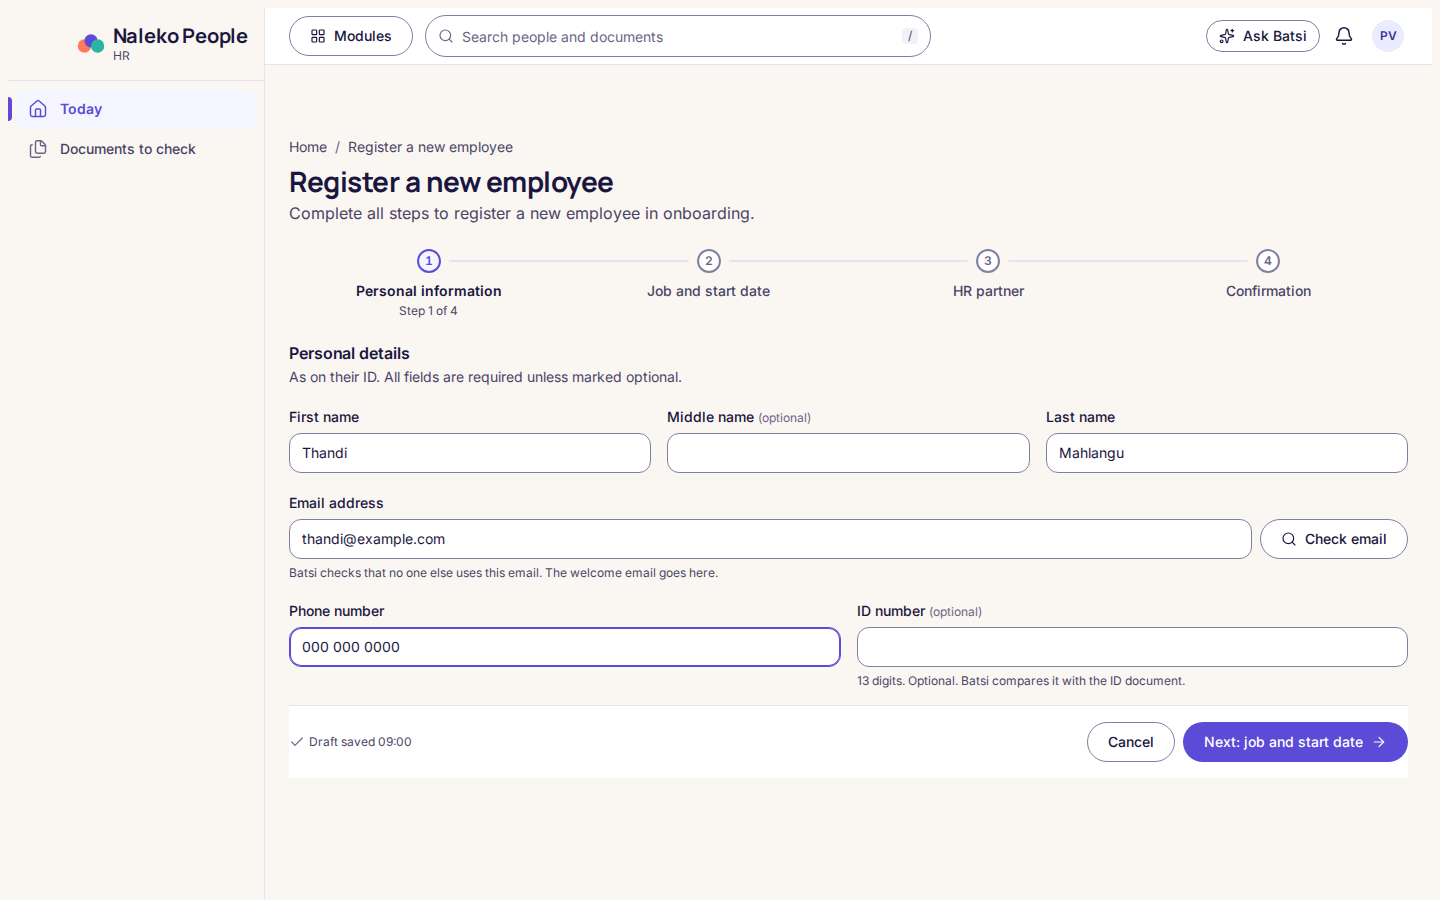 Naleko People
HR
Modules
Search people and documents
/
Ask Batsi
PV
Today
Documents to check
Home / Register a new employee
Register a new employee
Complete all steps to register a new employee in onboarding.
1
2
3
4
Personal information
Job and start date
HR partner
Confirmation
Step 1 of 4
Personal details
As on their ID. All fields are required unless marked optional.
First name
Middle name (optional)
Last name
Thandi
Mahlangu
Email address
thandi@example.com
Check email
Batsi checks that no one else uses this email. The welcome email goes here.
Phone number
ID number (optional)
000 000 0000
13 digits. Optional. Batsi compares it with the ID document.
Draft saved 09:00
Cancel
Next: job and start date